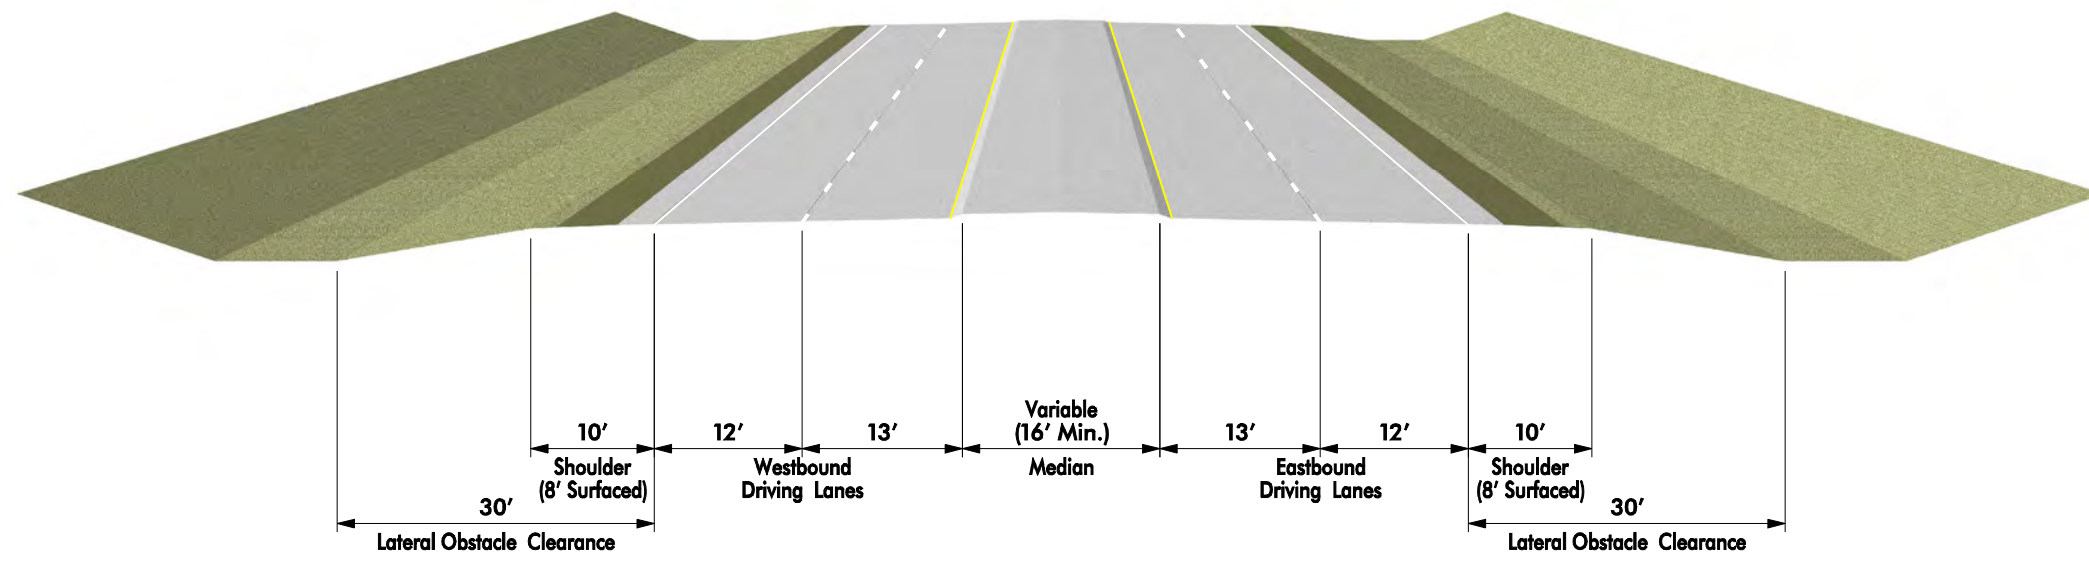 Variable
10′ 12′ 13′ (16′ Min.) 13′ 12′ 10′
Shoulder Westbound Median Eastbound Shoulder
(8′ Surfaced) Driving Lanes Driving Lanes (8′ Surfaced)
30′ 30′
Lateral Obstacle Clearance Lateral Obstacle Clearance